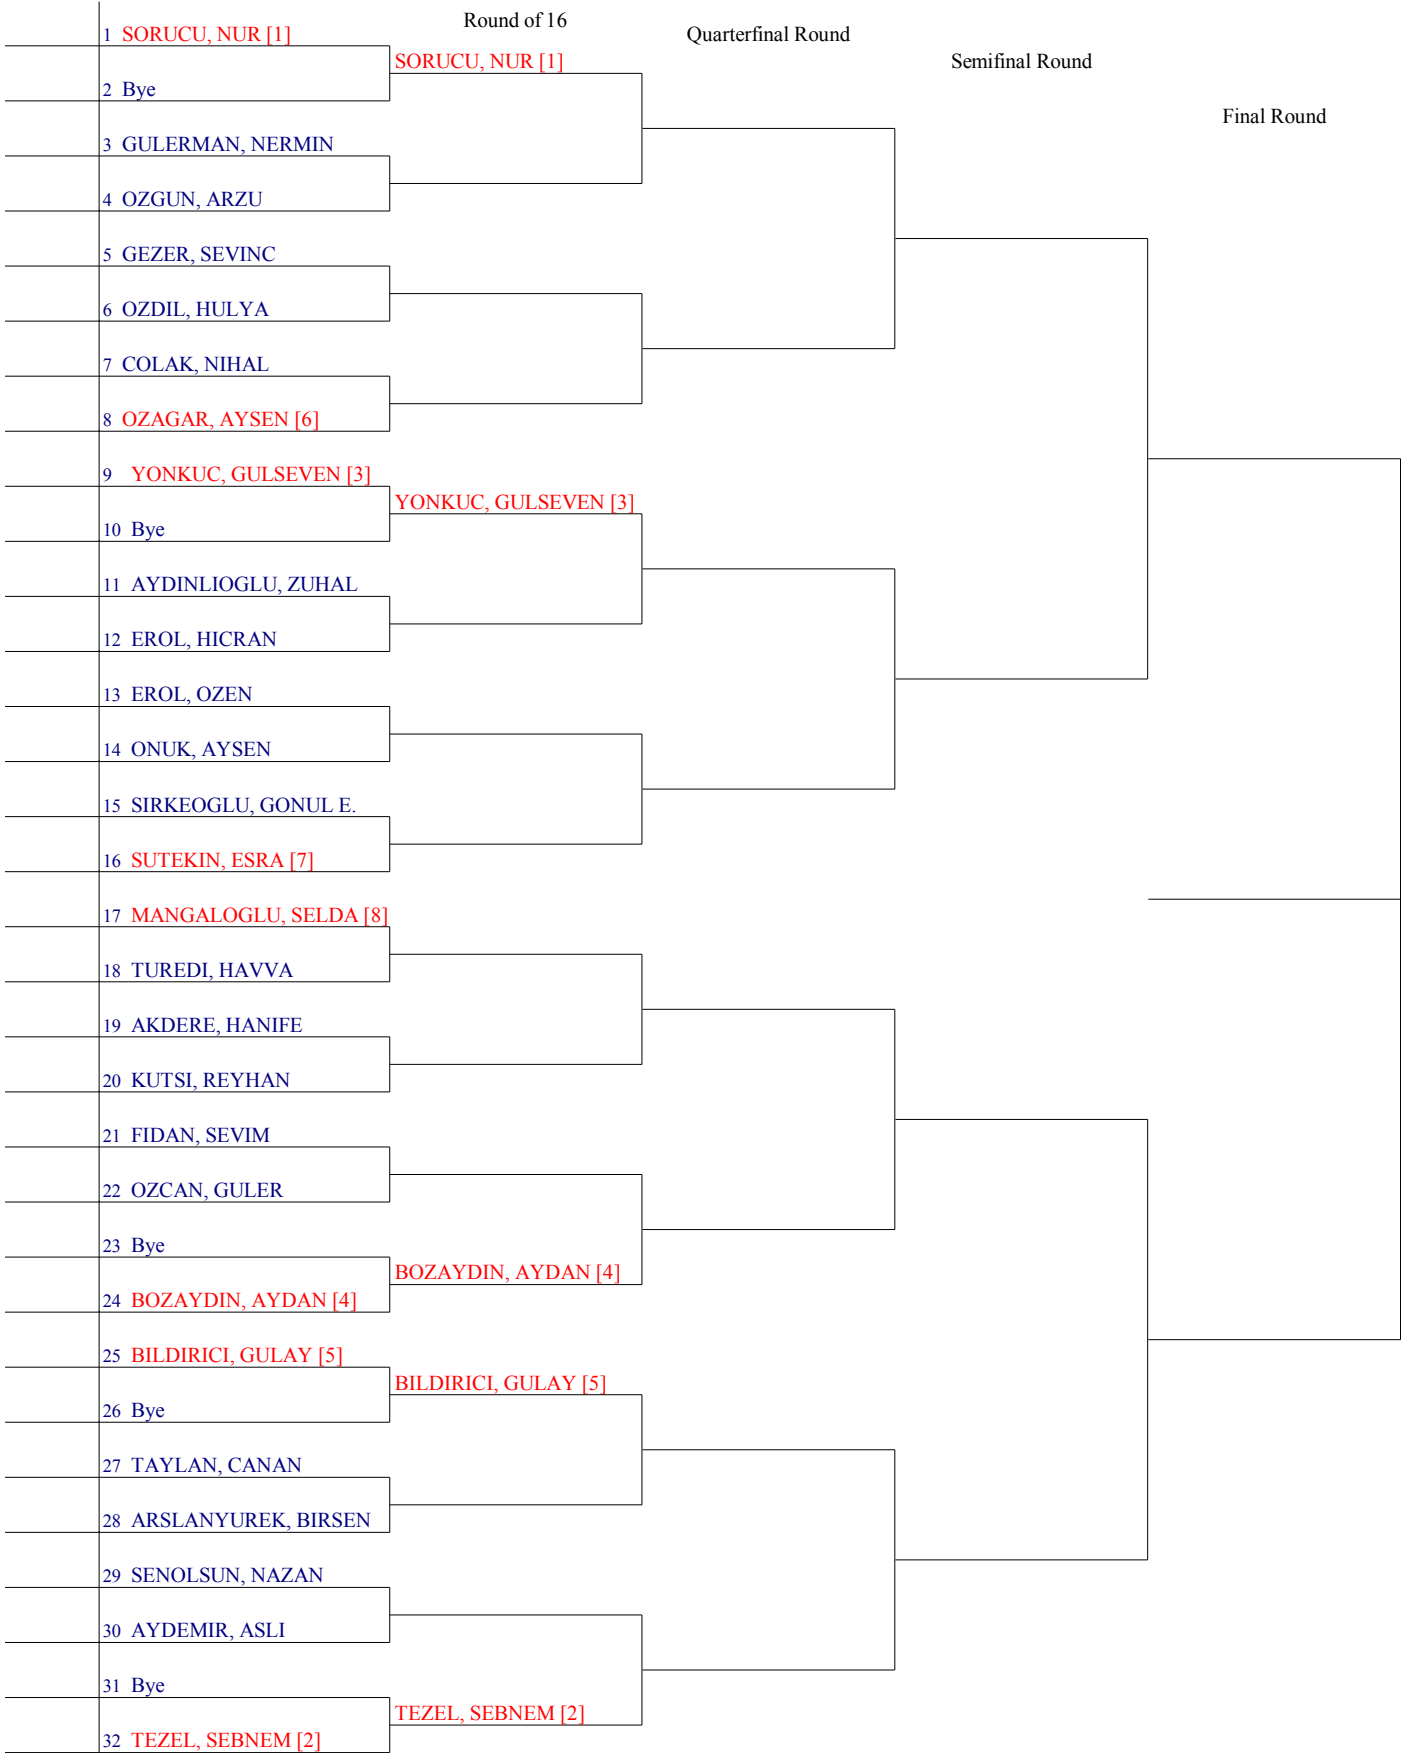 Round of 16
Quarterfinal Round
Semifinal Round
Final Round
1 SORUCU, NUR [1]
SORUCU, NUR [1]
2 Bye
3 GULERMAN, NERMIN
4 OZGUN, ARZU
5 GEZER, SEVINC
6 OZDIL, HULYA
7 COLAK, NIHAL
8 OZAGAR, AYSEN [6]
9 YONKUC, GULSEVEN [3]
YONKUC, GULSEVEN [3]
10 Bye
11 AYDINLIOGLU, ZUHAL
12 EROL, HICRAN
13 EROL, OZEN
14 ONUK, AYSEN
15 SIRKEOGLU, GONUL E.
16 SUTEKIN, ESRA [7]
17 MANGALOGLU, SELDA [8]
18 TUREDI, HAVVA
19 AKDERE, HANIFE
20 KUTSI, REYHAN
21 FIDAN, SEVIM
22 OZCAN, GULER
23 Bye
BOZAYDIN, AYDAN [4]
24 BOZAYDIN, AYDAN [4]
25 BILDIRICI, GULAY [5]
BILDIRICI, GULAY [5]
26 Bye
27 TAYLAN, CANAN
28 ARSLANYUREK, BIRSEN
29 SENOLSUN, NAZAN
30 AYDEMIR, ASLI
31 Bye
TEZEL, SEBNEM [2]
32 TEZEL, SEBNEM [2]